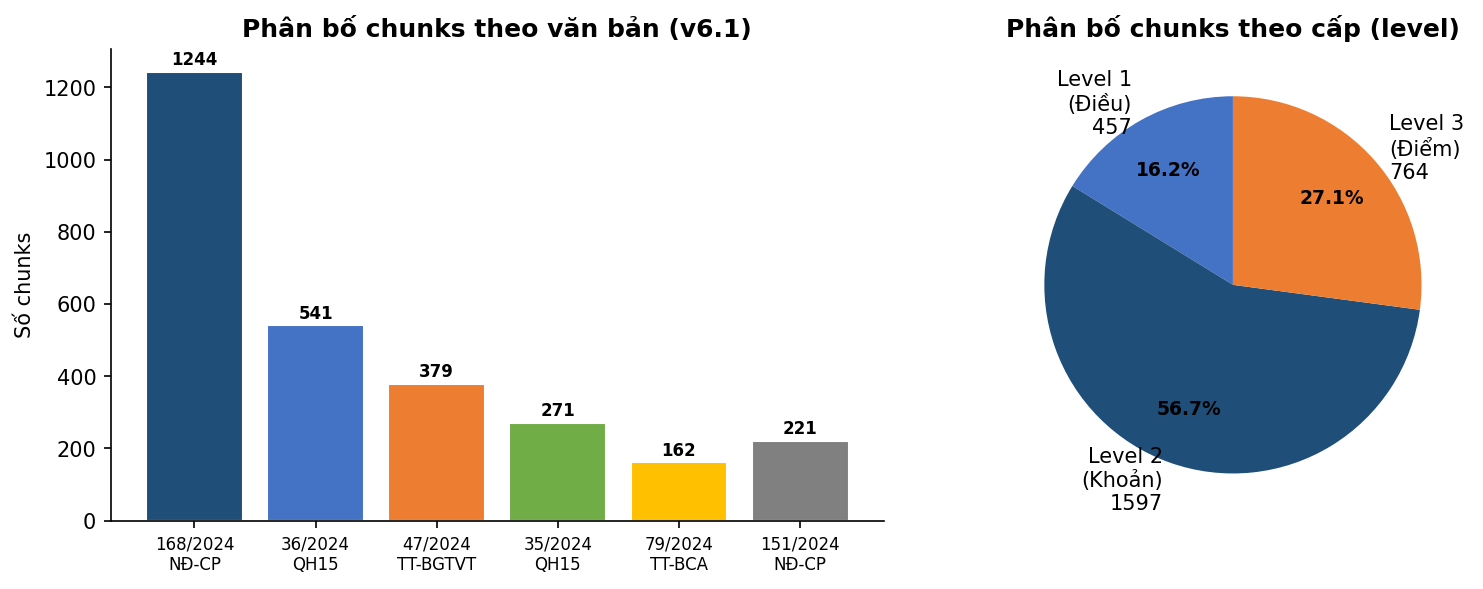 Phân bố chunks theo văn bản (v6.1)
Số chunks
1200
1000
800
600
400
200
0
1244
541
379
271
162
221
168/2024
NĐ-CP
36/2024
QH15
47/2024
TT-BGTVT
35/2024
QH15
79/2024
TT-BCA
151/2024
NĐ-CP
Phân bố chunks theo cấp (level)
Level 1
(Điều)
457
16.2%
Level 3
(Điểm)
764
27.1%
56.7%
Level 2
(Khoản)
1597